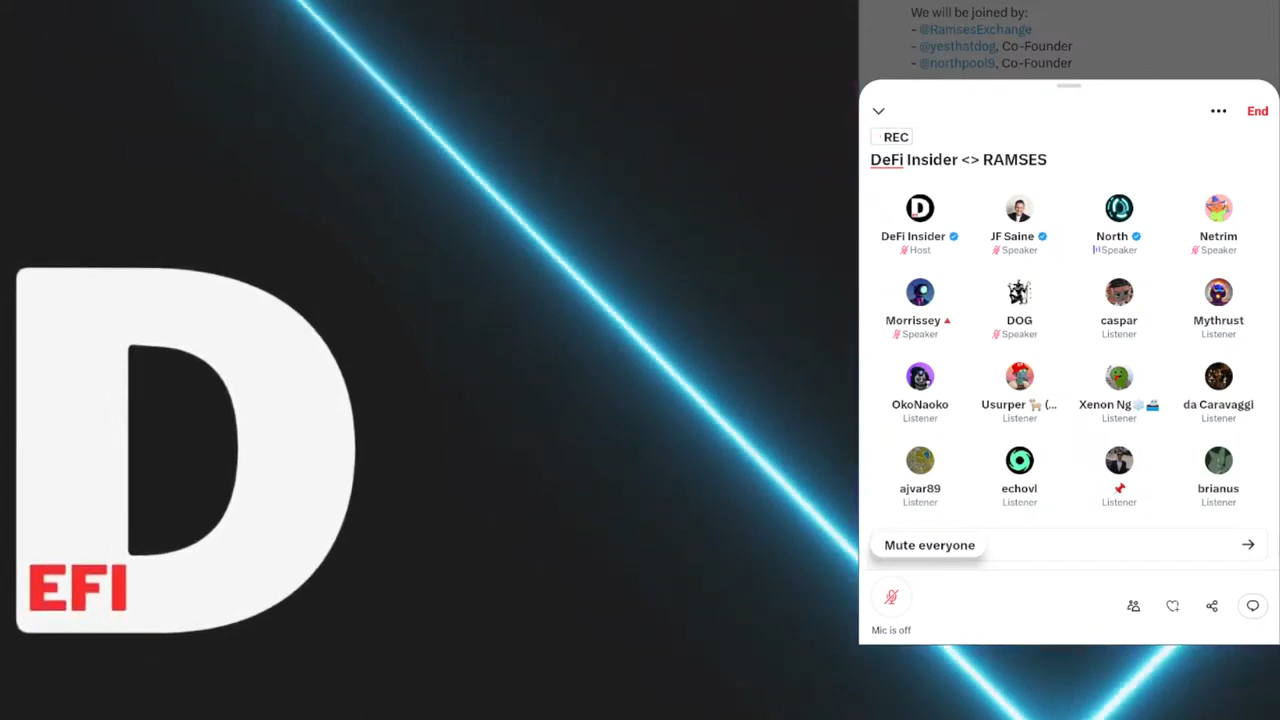 We will be joined by:
- @RamsesExchange
- @yesthatdog, Co-Founder
- @northpool9, Co-Founder
End
REC
DeFi Insider <> RAMSES
DeFi Insider
JF Saine
North
Netrim
Host
Speaker
Speaker
Speaker
Morrissey
DOG
caspar
Mythrust
Speaker
Speaker
Listener
Listener
OkoNaoko
Usurper 🐪 (...
Xenon Ng
da Caravaggi
Listener
Listener
Listener
Listener
ajvar89
echovl
📌
brianus
Listener
Listener
Listener
Listener
Mute everyone
Mic is off
D
EFI